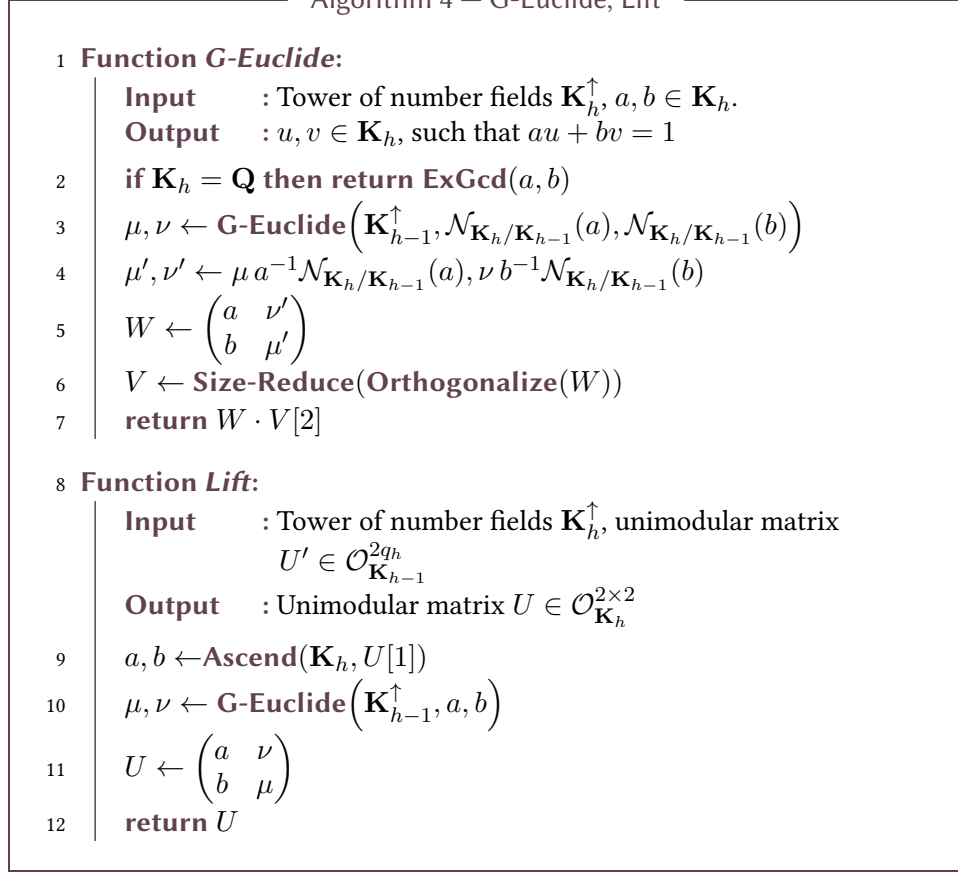 Algorithm 4 — G-Euclide, Lift
1 Function G-Euclide:
Input : Tower of number fields K_h^↑, a, b ∈ K_h.
Output : u, v ∈ K_h, such that au + bv = 1
2 if K_h = Q then return ExGcd(a, b)
3 μ, ν ← G-Euclide(K_{h−1}^↑, N_{K_h/K_{h−1}}(a), N_{K_h/K_{h−1}}(b))
4 μ′, ν′ ← μ a^{−1} N_{K_h/K_{h−1}}(a), ν b^{−1} N_{K_h/K_{h−1}}(b)
5 W ← (a ν′
b μ′)
6 V ← Size-Reduce(Orthogonalize(W))
7 return W · V[2]
8 Function Lift:
Input : Tower of number fields K_h^↑, unimodular matrix
U′ ∈ O_{K_{h−1}}^{2q_h}
Output : Unimodular matrix U ∈ O_{K_h}^{2×2}
9 a, b ←Ascend(K_h, U[1])
10 μ, ν ← G-Euclide(K_{h−1}^↑, a, b)
11 U ← (a ν
b μ)
12 return U